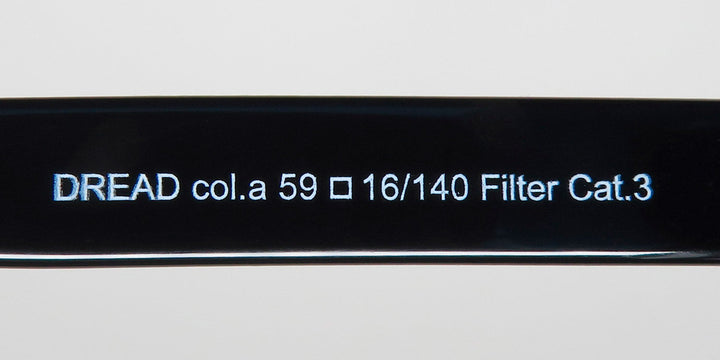 DREAD col.a 59 □ 16/140 Filter Cat.3